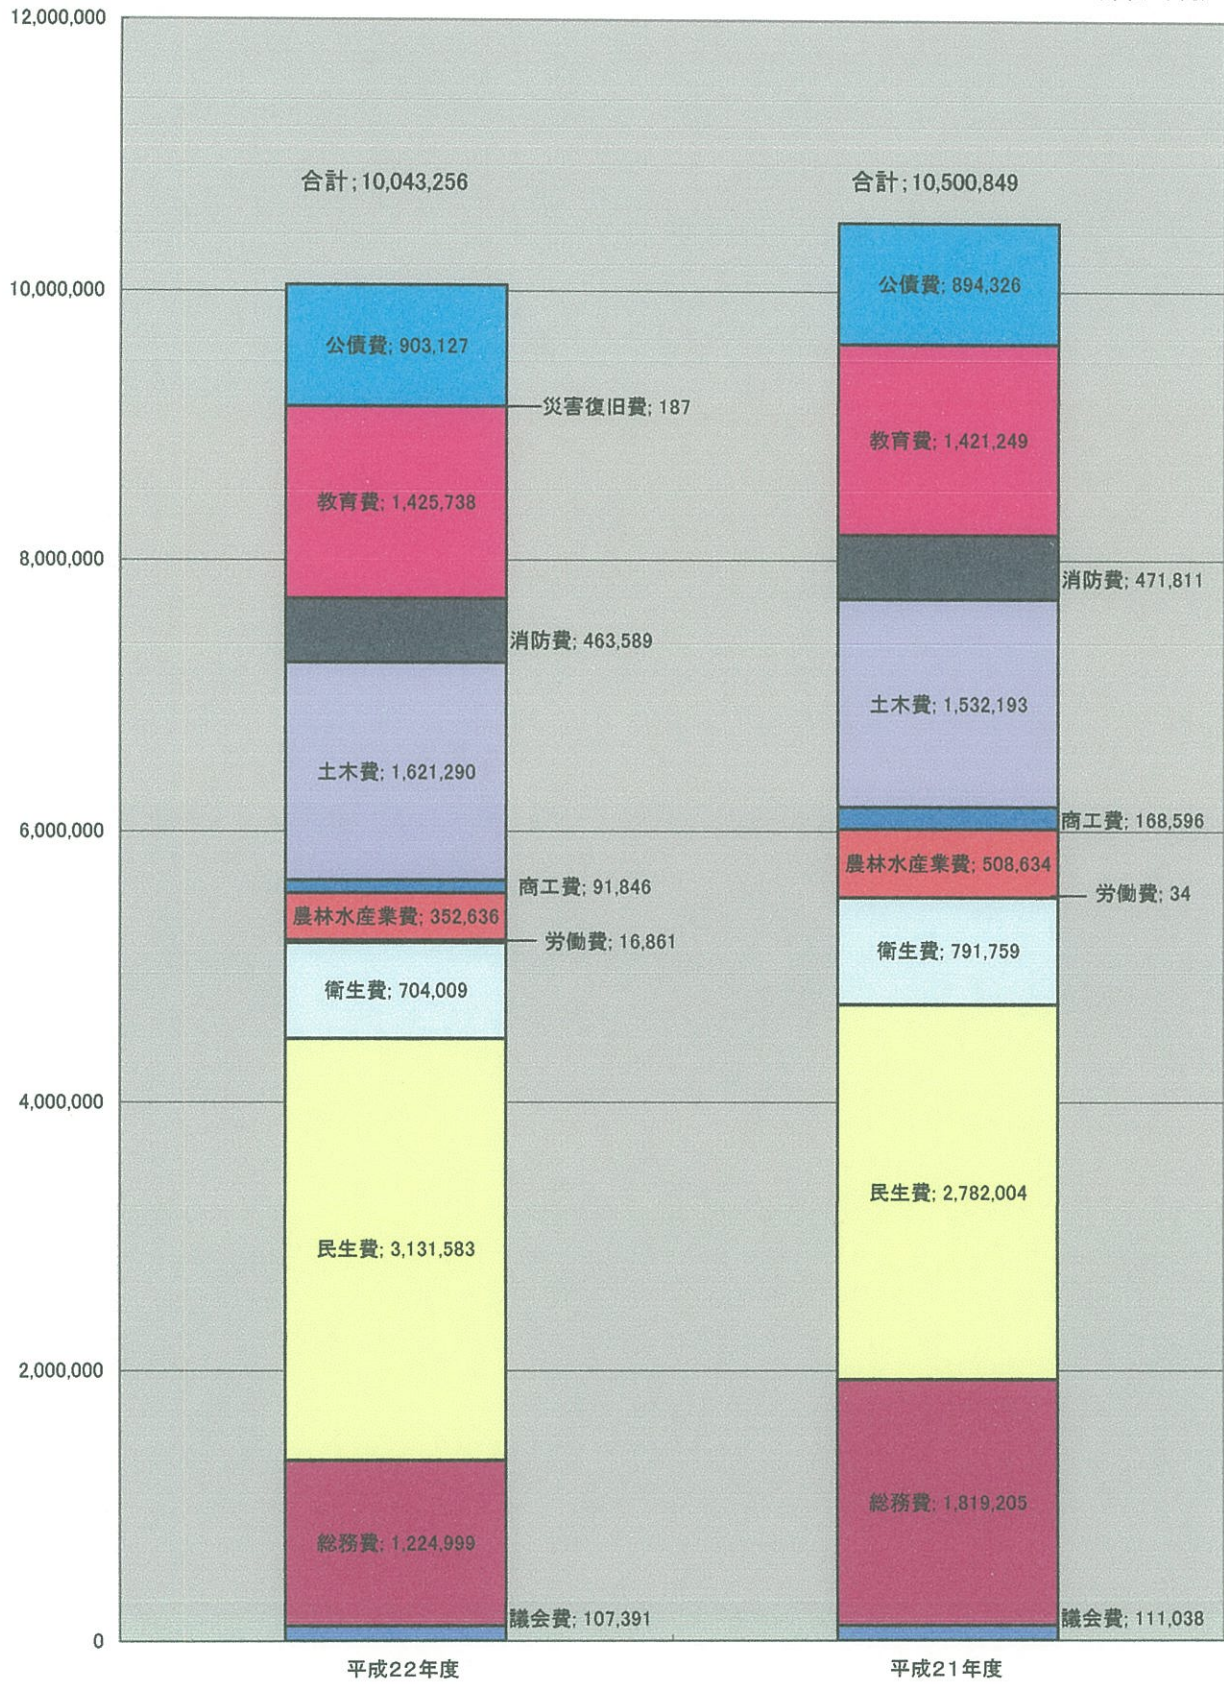 12,000,000
合計;10,043,256
合計;10,500,849
公債費; 894,326
10,000,000
公債費; 903,127
災害復旧費; 187
教育費; 1,421,249
教育費; 1,425,738
8,000,000
消防費; 471,811
消防費; 463,589
土木費; 1,532,193
土木費; 1,621,290
6,000,000
商工費; 168,596
農林水産業費; 508,634
商工費; 91,846
労働費; 34
農林水産業費; 352,636
労働費; 16,861
衛生費; 791,759
衛生費; 704,009
4,000,000
民生費; 2,782,004
民生費; 3,131,583
2,000,000
総務費; 1,819,205
総務費; 1,224,999
議会費; 107,391
議会費; 111,038
0
平成22年度
平成21年度